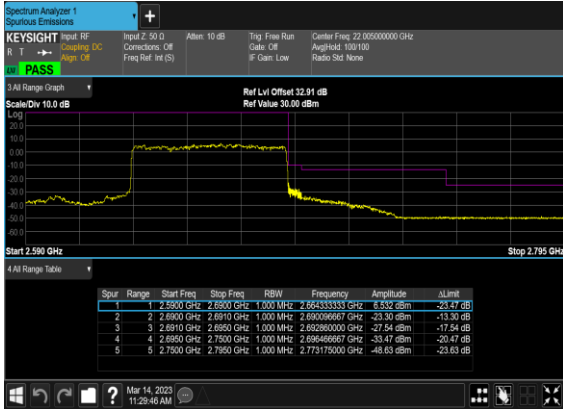 Spectrum Analyzer 1
Spurious Emissions
KEYSIGHT Input: RF Input Z: 50 Ω Atten: 10 dB Trig: Free Run Center Freq: 22.005000000 GHz
R T Coupling: DC Corrections: Off Gate: Off Avg|Hold: 100/100
Align: Off Freq Ref: Int (S) IF Gain: Low Radio Std: None
PASS
3 All Range Graph
Ref Lvl Offset 32.91 dB
Scale/Div 10.0 dB Ref Value 30.00 dBm
Log
20.0
10.0
0.00
-10.0
-20.0
-30.0
-40.0
-50.0
-60.0
Start 2.590 GHz Stop 2.795 GHz
4 All Range Table
Spur Range Start Freq Stop Freq RBW Frequency Amplitude ΔLimit
1 1 2.5900 GHz 2.6900 GHz 1.000 MHz 2.664333333 GHz 6.532 dBm -23.47 dB
2 2 2.6900 GHz 2.6910 GHz 1.000 MHz 2.690096667 GHz -23.30 dBm -13.30 dB
3 3 2.6910 GHz 2.6950 GHz 1.000 MHz 2.692860000 GHz -27.54 dBm -17.54 dB
4 4 2.6950 GHz 2.7500 GHz 1.000 MHz 2.696466667 GHz -33.47 dBm -20.47 dB
5 5 2.7500 GHz 2.7950 GHz 1.000 MHz 2.773175000 GHz -48.63 dBm -23.63 dB
Mar 14, 2023
11:29:46 AM